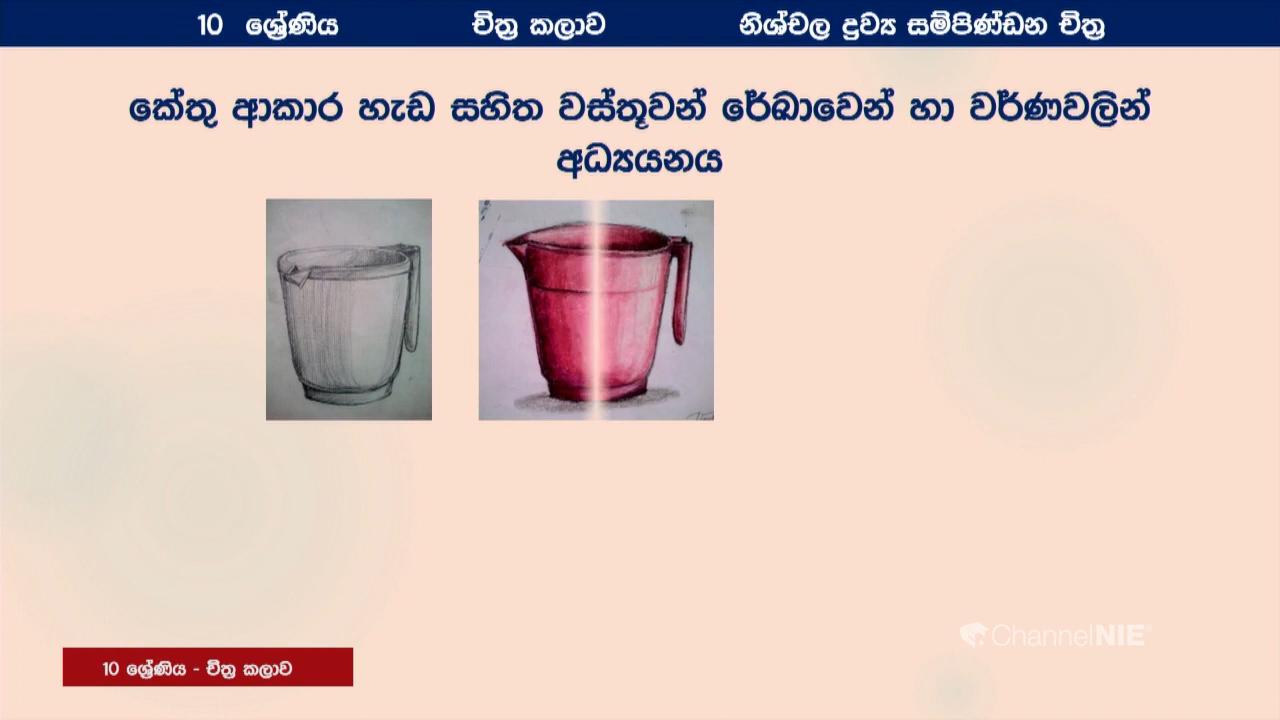 10 ශ්‍රේණිය චිත්‍ර කලාව නිශ්චල ද්‍රව්‍ය සම්පිණ්ඩන චිත්‍ර
කේතු ආකාර හැඩ සහිත වස්තූවන් රේඛාවෙන් හා වර්ණවලින්
අධ්‍යයනය
ChannelNIE
10 ශ්‍රේණිය - චිත්‍ර කලාව